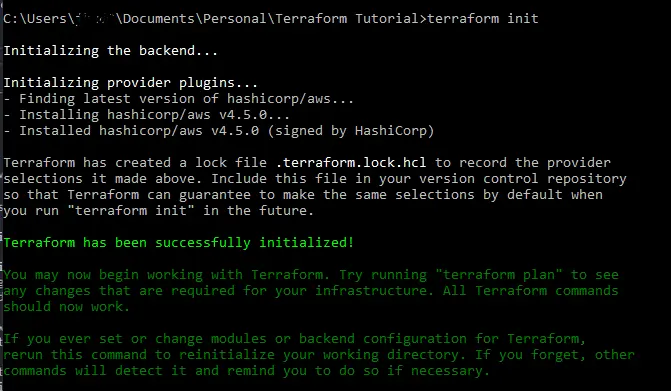 C:\Users\ \Documents\Personal\Terraform Tutorial>terraform init
Initializing the backend...
Initializing provider plugins...
- Finding latest version of hashicorp/aws...
- Installing hashicorp/aws v4.5.0...
- Installed hashicorp/aws v4.5.0 (signed by HashiCorp)
Terraform has created a lock file .terraform.lock.hcl to record the provider
selections it made above. Include this file in your version control repository
so that Terraform can guarantee to make the same selections by default when
you run "terraform init" in the future.
Terraform has been successfully initialized!
You may now begin working with Terraform. Try running "terraform plan" to see
any changes that are required for your infrastructure. All Terraform commands
should now work.
If you ever set or change modules or backend configuration for Terraform,
rerun this command to reinitialize your working directory. If you forget, other
commands will detect it and remind you to do so if necessary.